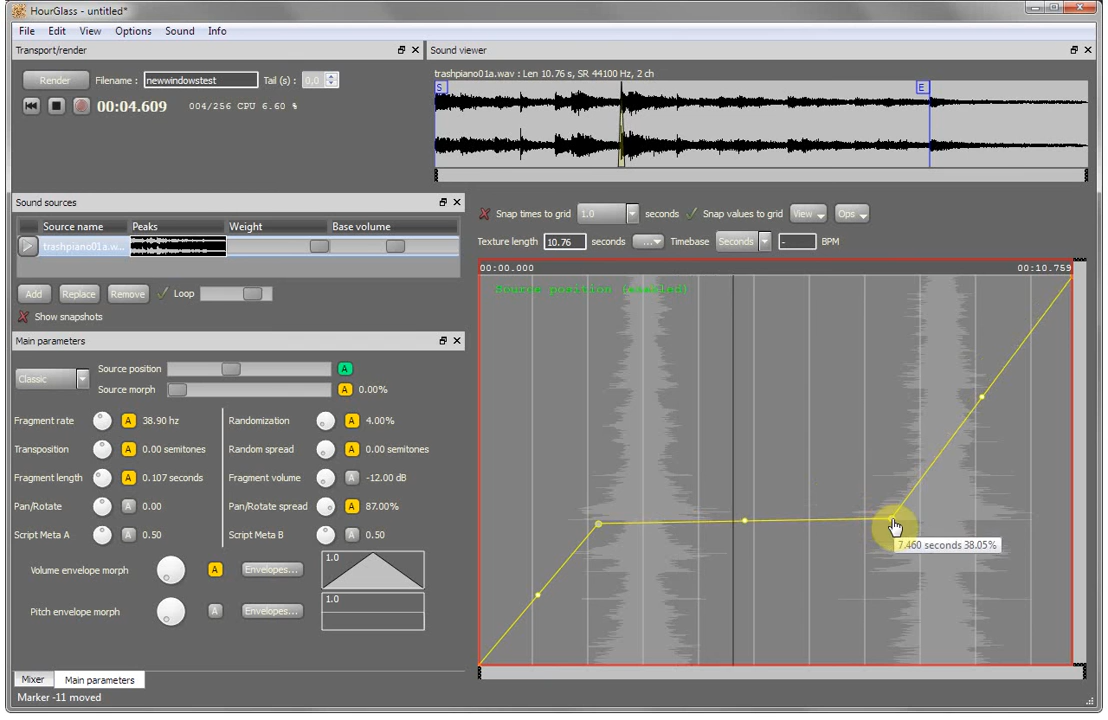 HourGlass - untitled*
File Edit View Options Sound Info
Transport/render
Render Filename : newwindowstest Tail (s) : 0,0
00:04.609 004/256 CPU 6.60 %
Sound viewer
trashpiano01a.wav : Len 10.76 s, SR 44100 Hz, 2 ch
S E
Sound sources
Source name Peaks Weight Base volume
trashpiano01a.w...
Add Replace Remove Loop
Show snapshots
Snap times to grid 1.0 seconds Snap values to grid View Ops
Texture length 10.76 seconds ... Timebase Seconds - BPM
00:00.000 00:10.759
Source position [enabled]
7.460 seconds 38.05%
Main parameters
Classic
Source position A
Source morph A 0.00%
Fragment rate A 38.90 hz Randomization A 4.00%
Transposition A 0.00 semitones Random spread A 0.00 semitones
Fragment length A 0.107 seconds Fragment volume A -12.00 dB
Pan/Rotate A 0.00 Pan/Rotate spread A 87.00%
Script Meta A A 0.50 Script Meta B A 0.50
Volume envelope morph A Envelopes... 1.0
Pitch envelope morph A Envelopes... 1.0
Mixer Main parameters
Marker -11 moved